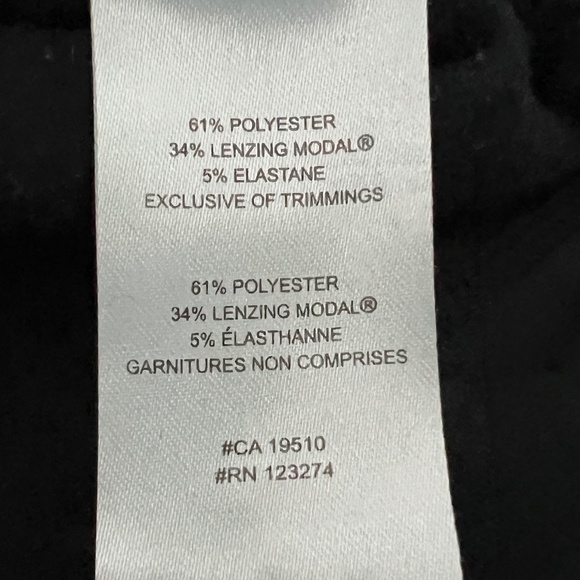 61% POLYESTER
34% LENZING MODAL®
5% ELASTANE
EXCLUSIVE OF TRIMMINGS
61% POLYESTER
34% LENZING MODAL®
5% ÉLASTHANNE
GARNITURES NON COMPRISES
#CA 19510
#RN 123274